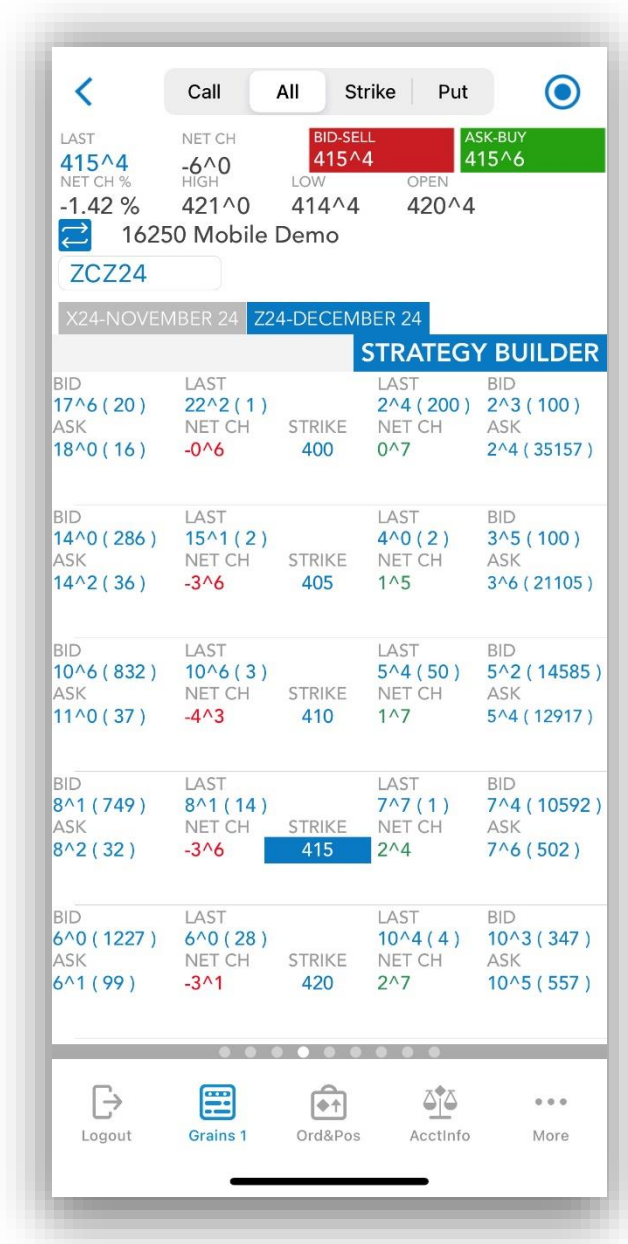 Call All Strike Put
LAST NET CH BID-SELL ASK-BUY
415^4 -6^0 415^4 415^6
NET CH % HIGH LOW OPEN
-1.42 % 421^0 414^4 420^4
16250 Mobile Demo
ZCZ24
X24-NOVEMBER 24 Z24-DECEMBER 24
STRATEGY BUILDER
BID LAST LAST BID
17^6 ( 20 ) 22^2 ( 1 ) 2^4 ( 200 ) 2^3 ( 100 )
ASK NET CH STRIKE NET CH ASK
18^0 ( 16 ) -0^6 400 0^7 2^4 ( 35157 )
BID LAST LAST BID
14^0 ( 286 ) 15^1 ( 2 ) 4^0 ( 2 ) 3^5 ( 100 )
ASK NET CH STRIKE NET CH ASK
14^2 ( 36 ) -3^6 405 1^5 3^6 ( 21105 )
BID LAST LAST BID
10^6 ( 832 ) 10^6 ( 3 ) 5^4 ( 50 ) 5^2 ( 14585 )
ASK NET CH STRIKE NET CH ASK
11^0 ( 37 ) -4^3 410 1^7 5^4 ( 12917 )
BID LAST LAST BID
8^1 ( 749 ) 8^1 ( 14 ) 7^7 ( 1 ) 7^4 ( 10592 )
ASK NET CH STRIKE NET CH ASK
8^2 ( 32 ) -3^6 415 2^4 7^6 ( 502 )
BID LAST LAST BID
6^0 ( 1227 ) 6^0 ( 28 ) 10^4 ( 4 ) 10^3 ( 347 )
ASK NET CH STRIKE NET CH ASK
6^1 ( 99 ) -3^1 420 2^7 10^5 ( 557 )
Logout Grains 1 Ord&Pos AcctInfo More